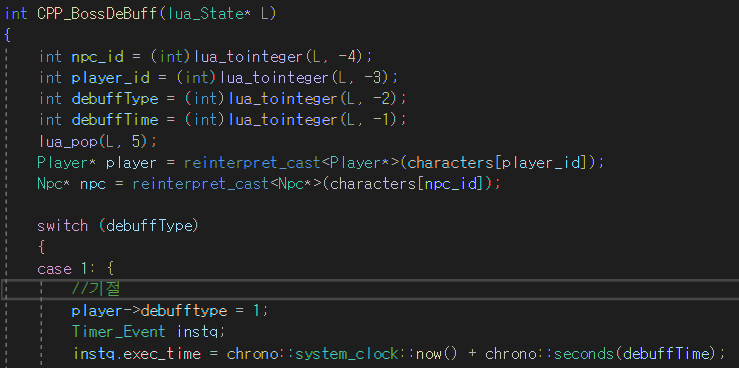 int CPP_BossDeBuff(lua_State* L)
{
int npc_id = (int)lua_tointeger(L, -4);
int player_id = (int)lua_tointeger(L, -3);
int debuffType = (int)lua_tointeger(L, -2);
int debuffTime = (int)lua_tointeger(L, -1);
lua_pop(L, 5);
Player* player = reinterpret_cast<Player*>(characters[player_id]);
Npc* npc = reinterpret_cast<Npc*>(characters[npc_id]);
switch (debuffType)
{
case 1: {
//기절
player->debufftype = 1;
Timer_Event instq;
instq.exec_time = chrono::system_clock::now() + chrono::seconds(debuffTime);